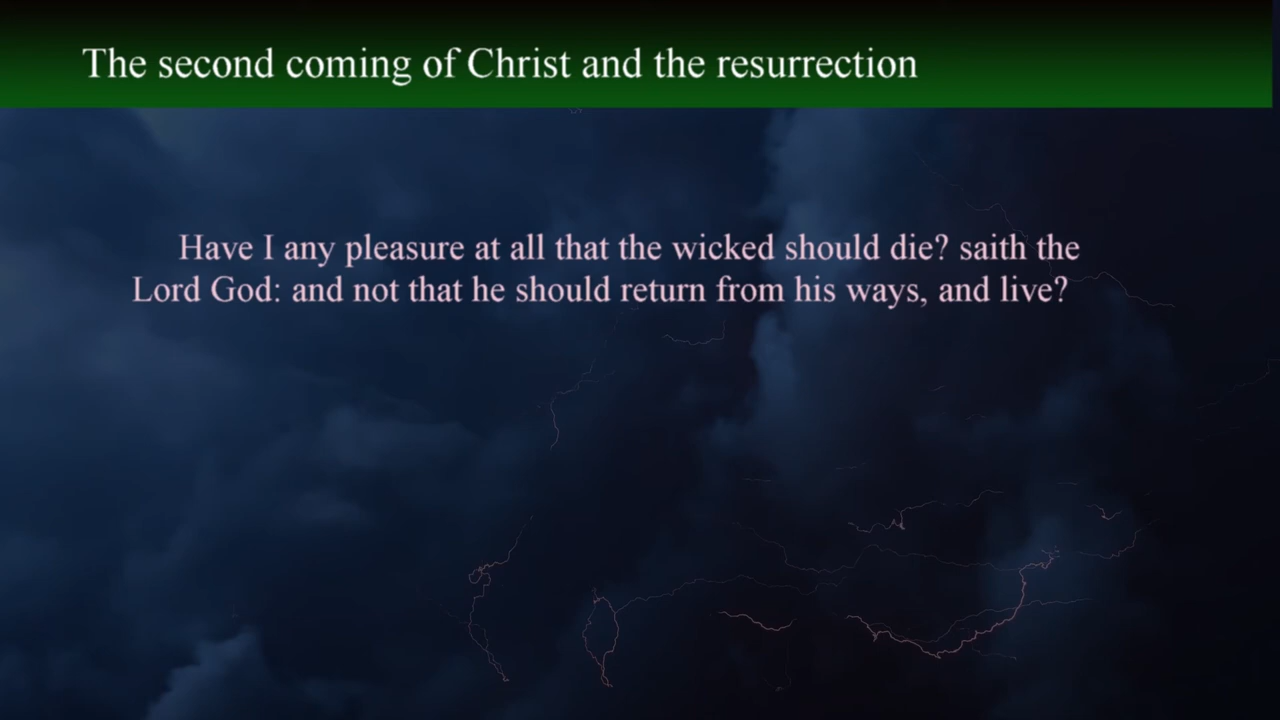 The second coming of Christ and the resurrection
Have I any pleasure at all that the wicked should die? saith the
Lord God: and not that he should return from his ways, and live?